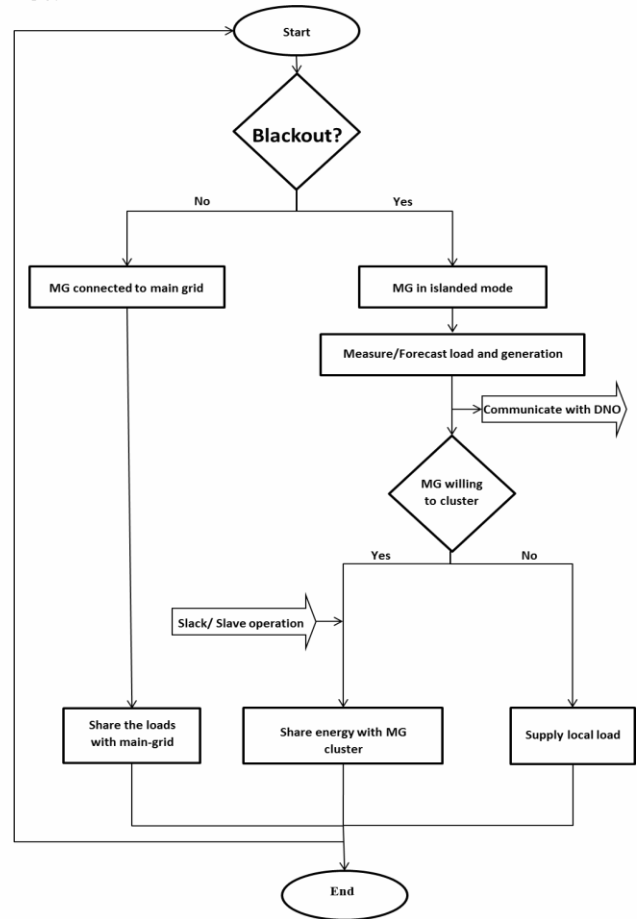 Start
Blackout?
No
Yes
MG connected to main grid
MG in islanded mode
Measure/Forecast load and generation
Communicate with DNO
MG willing
to cluster
Yes
No
Slack/ Slave operation
Share the loads
with main-grid
Share energy with MG
cluster
Supply local load
End